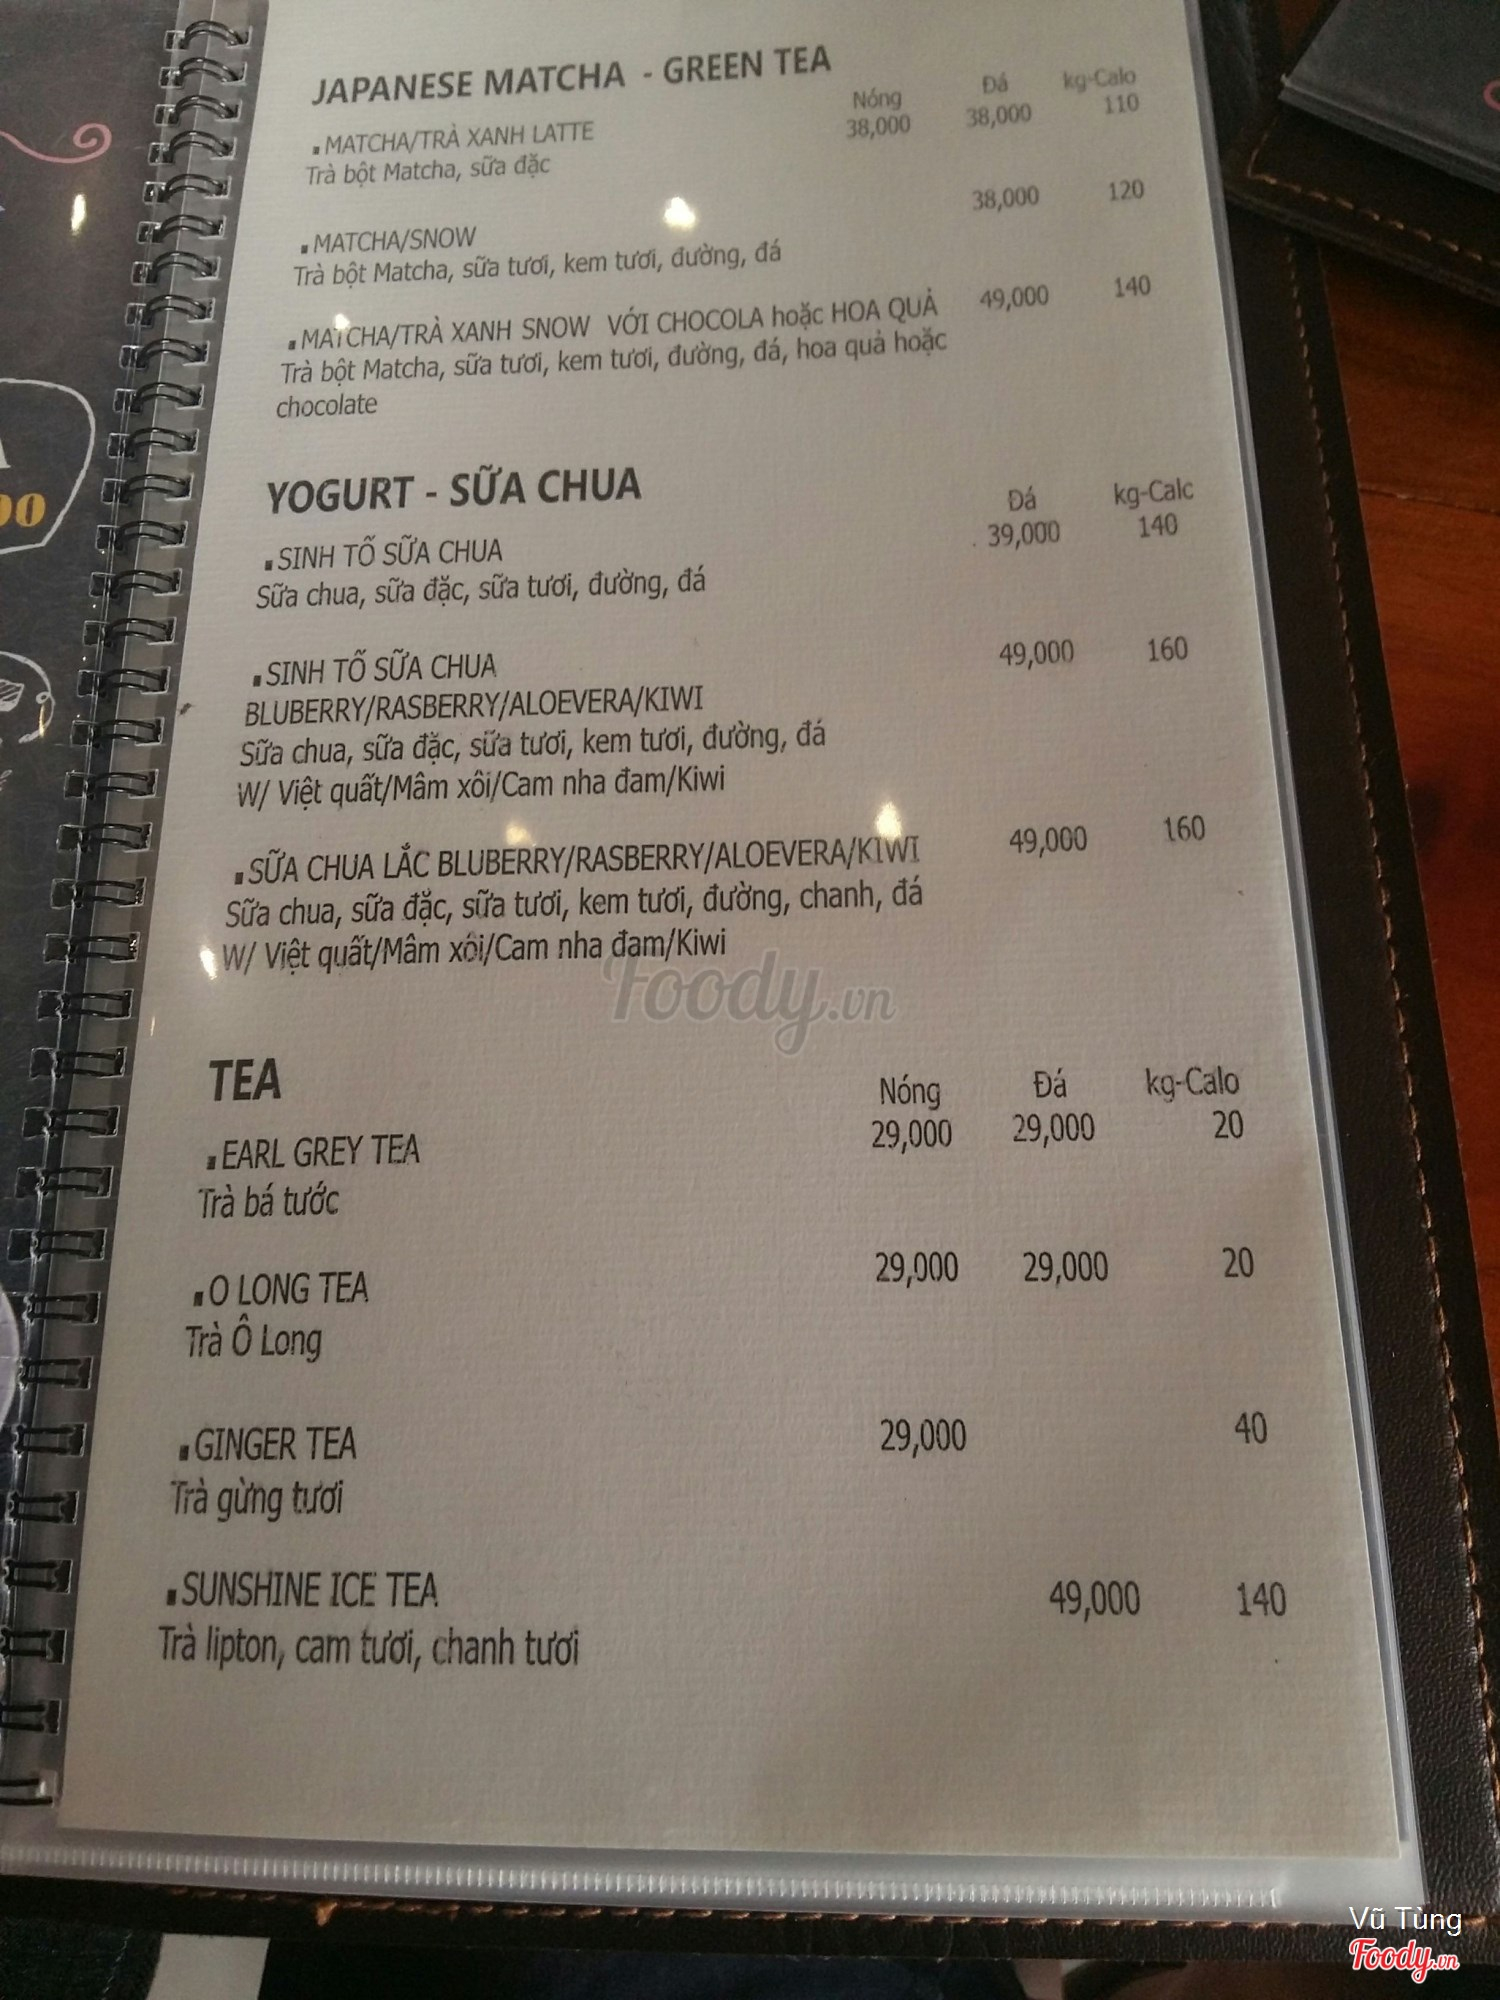 JAPANESE MATCHA - GREEN TEA
Nóng Đá kg-Calo
MATCHA/TRÀ XANH LATTE 38,000 38,000 110
Trà bột Matcha, sữa đặc
MATCHA/SNOW 38,000 120
Trà bột Matcha, sữa tươi, kem tươi, đường, đá
MATCHA/TRÀ XANH SNOW VỚI CHOCOLA hoặc HOA QUẢ 49,000 140
Trà bột Matcha, sữa tươi, kem tươi, đường, đá, hoa quả hoặc
chocolate
YOGURT - SỮA CHUA
Đá kg-Calc
SINH TỐ SỮA CHUA 39,000 140
Sữa chua, sữa đặc, sữa tươi, đường, đá
SINH TỐ SỮA CHUA 49,000 160
BLUBERRY/RASBERRY/ALOEVERA/KIWI
Sữa chua, sữa đặc, sữa tươi, kem tươi, đường, đá
W/ Việt quất/Mâm xôi/Cam nha đam/Kiwi
SỮA CHUA LẮC BLUBERRY/RASBERRY/ALOEVERA/KIWI 49,000 160
Sữa chua, sữa đặc, sữa tươi, kem tươi, đường, chanh, đá
W/ Việt quất/Mâm xôi/Cam nha đam/Kiwi
Foody.vn
TEA
Nóng Đá kg-Calo
EARL GREY TEA 29,000 29,000 20
Trà bá tước
O LONG TEA 29,000 29,000 20
Trà Ô Long
GINGER TEA 29,000 40
Trà gừng tươi
SUNSHINE ICE TEA 49,000 140
Trà lipton, cam tươi, chanh tươi
Vũ Tùng
Foody.vn